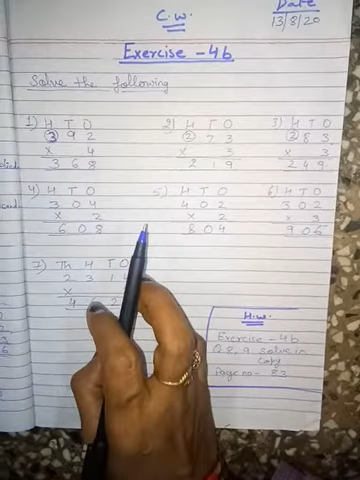 C.W.
Date
13/8/20
Exercise - 4b
Solve the following
1) H T O
3 9 2
x 4
3 6 8
2) H T O
2 7 3
x 3
2 1 9
3) H T O
2 8 3
x 3
2 4 9
4) H T O
3 0 4
x 2
6 0 8
5) H T O
4 0 2
x 2
8 0 4
6) H T O
3 0 2
x 3
9 0 6
7) Th H T O
2 3 1
x
4 2
H.W.
Exercise - 4b
Q 8, 9 solve in
copy
Page no - 83